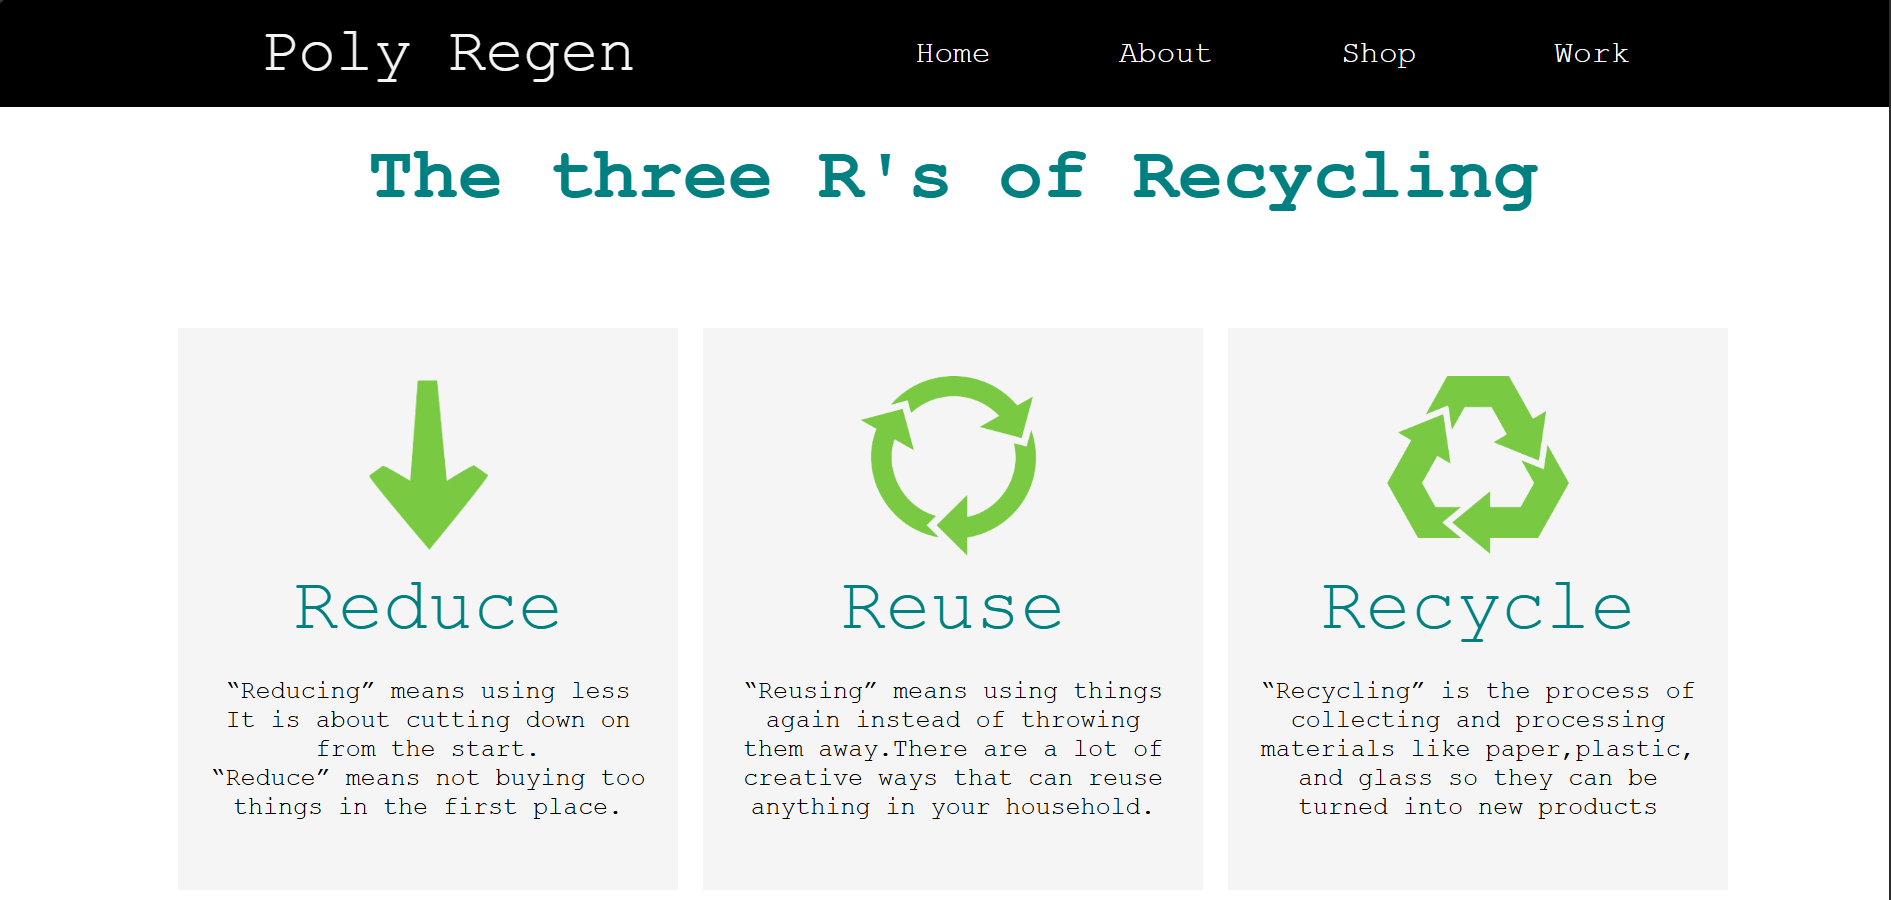 Poly Regen
Home
About
Shop
Work
The three R's of Recycling
Reduce
“Reducing” means using less
It is about cutting down on
from the start.
“Reduce” means not buying too
things in the first place.
Reuse
“Reusing” means using things
again instead of throwing
them away.There are a lot of
creative ways that can reuse
anything in your household.
Recycle
“Recycling” is the process of
collecting and processing
materials like paper,plastic,
and glass so they can be
turned into new products